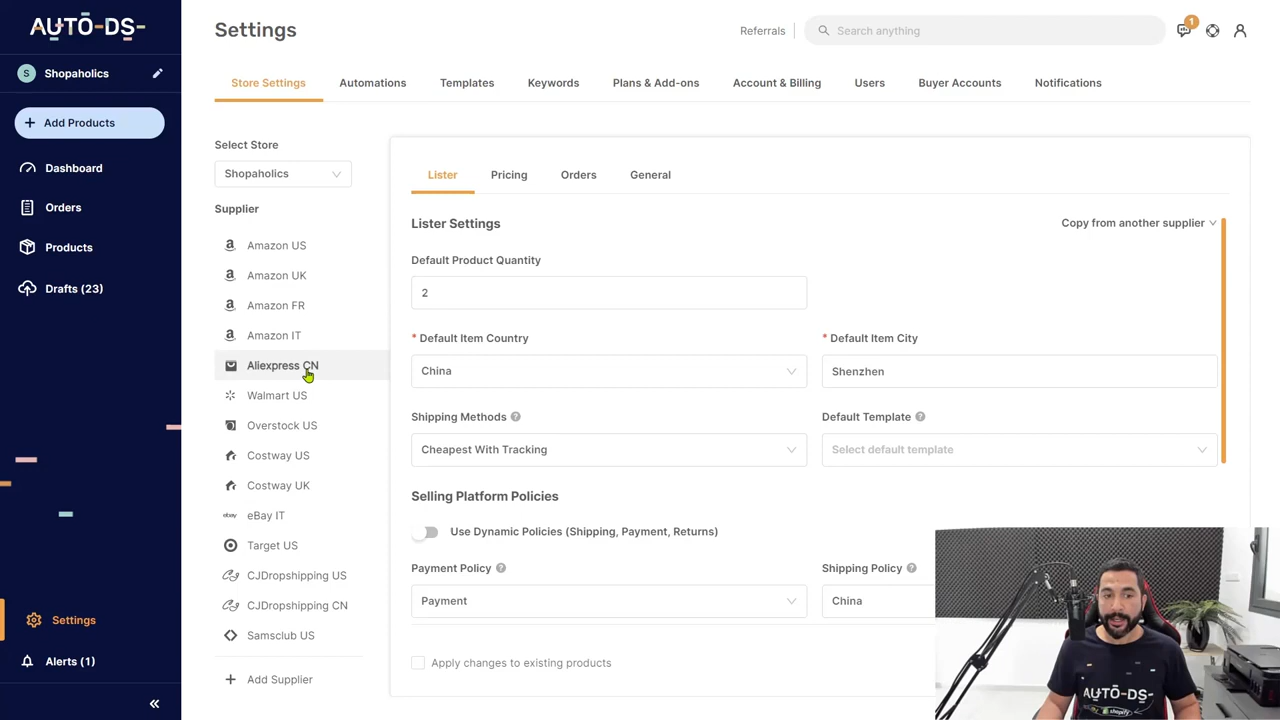 AUTO-DS-
Settings
Referrals
Search anything
1
S Shopaholics
Store Settings
Automations
Templates
Keywords
Plans & Add-ons
Account & Billing
Users
Buyer Accounts
Notifications
+ Add Products
Dashboard
Orders
Products
Drafts (23)
Settings
Alerts (1)
Select Store
Shopaholics
Supplier
Amazon US
Amazon UK
Amazon FR
Amazon IT
Aliexpress CN
Walmart US
Overstock US
Costway US
Costway UK
ebay eBay IT
Target US
CJDropshipping US
CJDropshipping CN
Samsclub US
+ Add Supplier
Lister
Pricing
Orders
General
Lister Settings
Copy from another supplier
Default Product Quantity
2
* Default Item Country
* Default Item City
China
Shenzhen
Shipping Methods ?
Default Template ?
Cheapest With Tracking
Select default template
Selling Platform Policies
Use Dynamic Policies (Shipping, Payment, Returns)
Payment Policy ?
Shipping Policy ?
Payment
China
Apply changes to existing products
AUTO-DS-
shopify